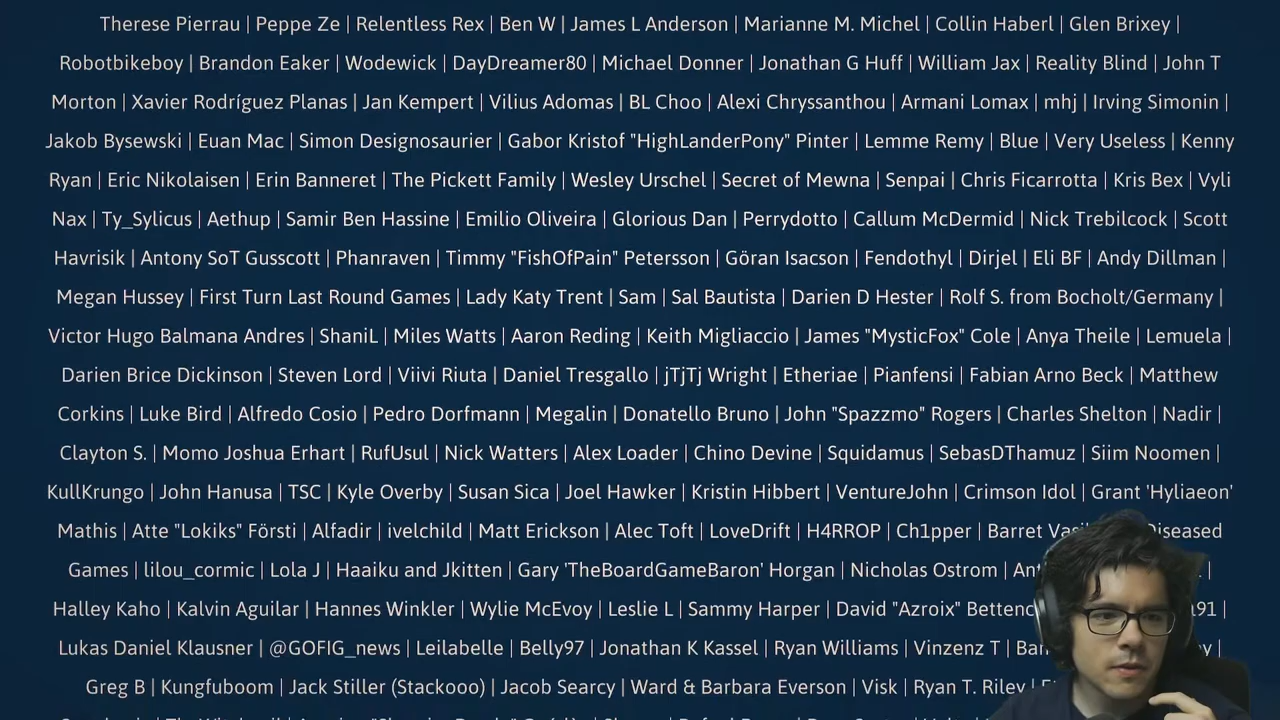 Therese Pierrau | Peppe Ze | Relentless Rex | Ben W | James L Anderson | Marianne M. Michel | Collin Haberl | Glen Brixey |
Robotbikeboy | Brandon Eaker | Wodewick | DayDreamer80 | Michael Donner | Jonathan G Huff | William Jax | Reality Blind | John T
Morton | Xavier Rodríguez Planas | Jan Kempert | Vilius Adomas | BL Choo | Alexi Chryssanthou | Armani Lomax | mhj | Irving Simonin |
Jakob Bysewski | Euan Mac | Simon Designosaurier | Gabor Kristof "HighLanderPony" Pinter | Lemme Remy | Blue | Very Useless | Kenny
Ryan | Eric Nikolaisen | Erin Banneret | The Pickett Family | Wesley Urschel | Secret of Mewna | Senpai | Chris Ficarrotta | Kris Bex | Vyli
Nax | Ty_Sylicus | Aethup | Samir Ben Hassine | Emilio Oliveira | Glorious Dan | Perrydotto | Callum McDermid | Nick Trebilcock | Scott
Havrisik | Antony SoT Gusscott | Phanraven | Timmy "FishOfPain" Petersson | Göran Isacson | Fendothyl | Dirjel | Eli BF | Andy Dillman |
Megan Hussey | First Turn Last Round Games | Lady Katy Trent | Sam | Sal Bautista | Darien D Hester | Rolf S. from Bocholt/Germany |
Victor Hugo Balmana Andres | ShaniL | Miles Watts | Aaron Reding | Keith Migliaccio | James "MysticFox" Cole | Anya Theile | Lemuela |
Darien Brice Dickinson | Steven Lord | Viivi Riuta | Daniel Tresgallo | jTjTj Wright | Etheriae | Pianfensi | Fabian Arno Beck | Matthew
Corkins | Luke Bird | Alfredo Cosio | Pedro Dorfmann | Megalin | Donatello Bruno | John "Spazzmo" Rogers | Charles Shelton | Nadir |
Clayton S. | Momo Joshua Erhart | RufUsul | Nick Watters | Alex Loader | Chino Devine | Squidamus | SebasDThamuz | Siim Noomen |
KullKrungo | John Hanusa | TSC | Kyle Overby | Susan Sica | Joel Hawker | Kristin Hibbert | VentureJohn | Crimson Idol | Grant 'Hyliaeon'
Mathis | Atte "Lokiks" Försti | Alfadir | ivelchild | Matt Erickson | Alec Toft | LoveDrift | H4RROP | Ch1pper | Barret Diseased
Games | lilou_cormic | Lola J | Haaiku and Jkitten | Gary 'TheBoardGameBaron' Horgan | Nicholas Ostrom | |
Halley Kaho | Kalvin Aguilar | Hannes Winkler | Wylie McEvoy | Leslie L | Sammy Harper | David "Azroix" |
Lukas Daniel Klausner | @GOFIG_news | Leilabelle | Belly97 | Jonathan K Kassel | Ryan Williams | Vinzenz T | |
Greg B | Kungfuboom | Jack Stiller (Stackooo) | Jacob Searcy | Ward & Barbara Everson | Visk | Ryan T. Riley |